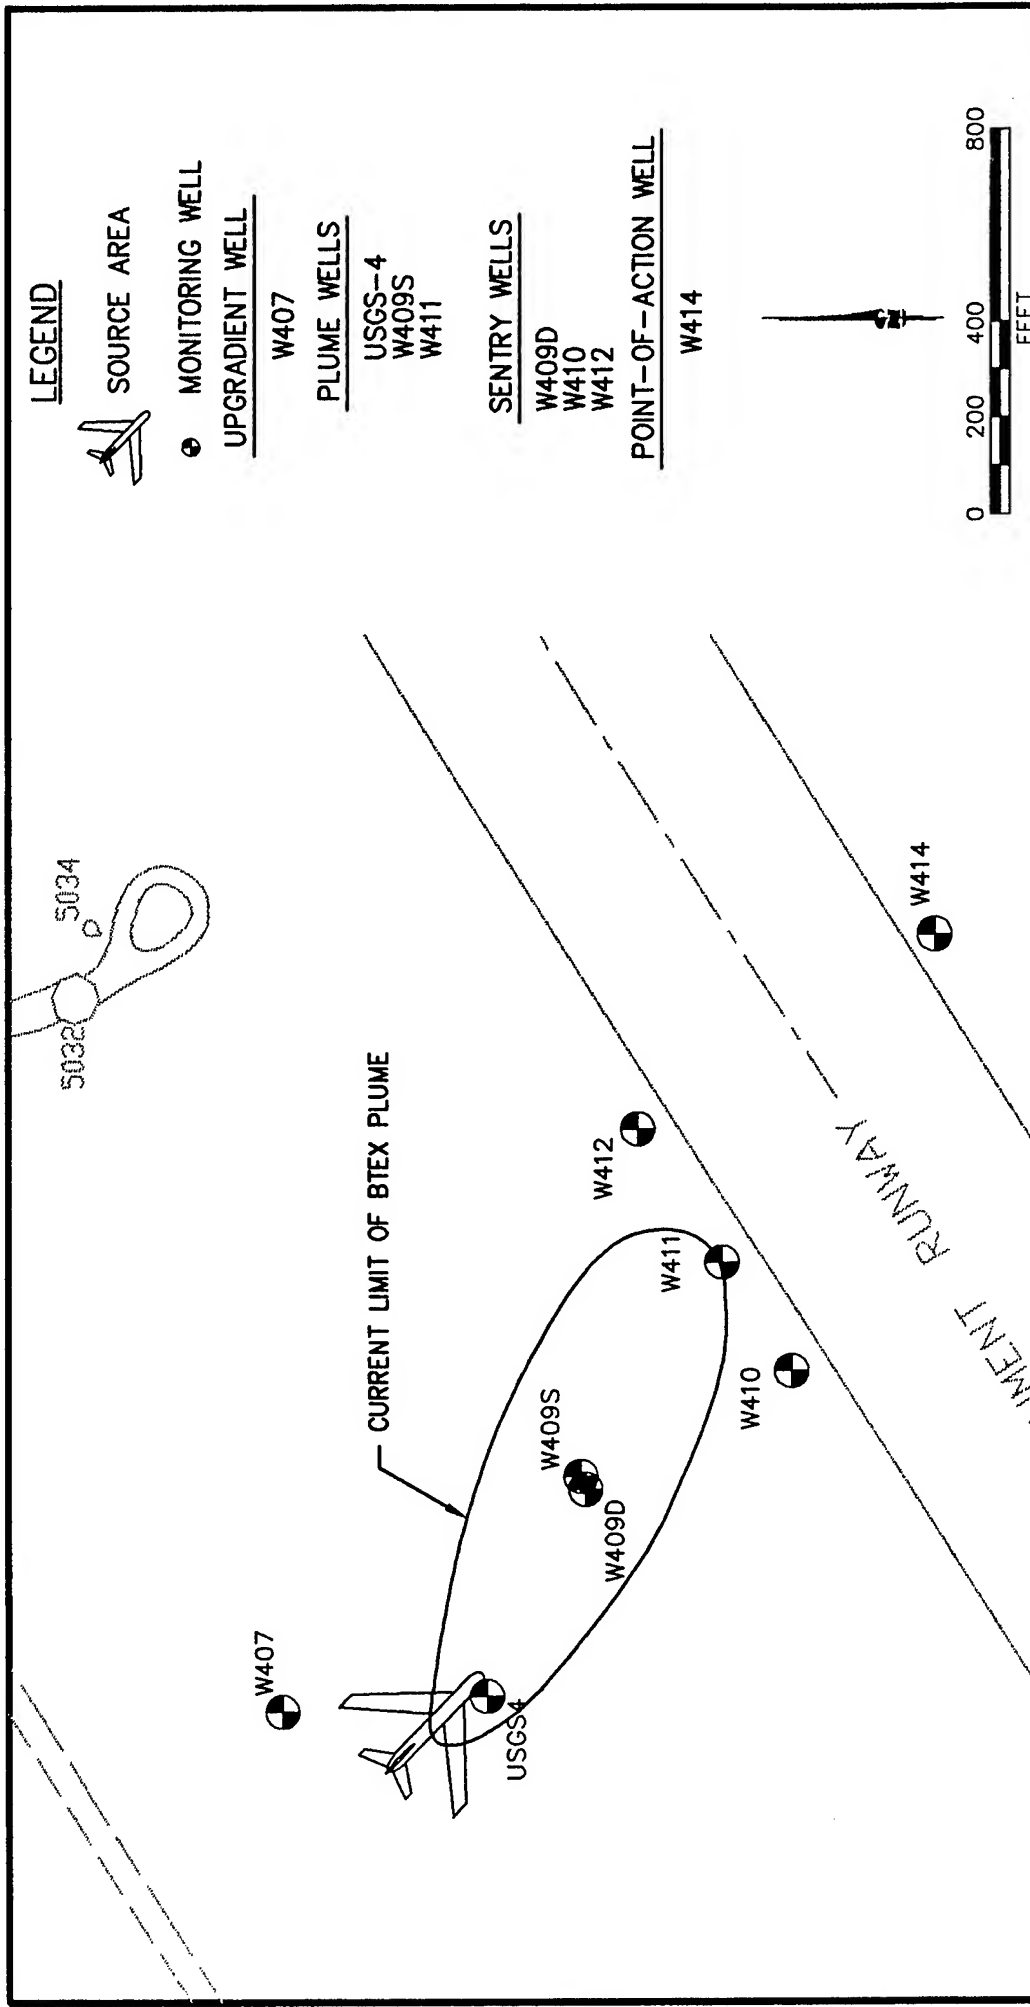 LEGEND
SOURCE AREA
MONITORING WELL
UPGRADIENT WELL
W407
PLUME WELLS
USGS-4
W409S
W411
SENTRY WELLS
W409D
W410
W412
POINT-OF-ACTION WELL
W414
0 200 400 800
FEET
5032
5034
CURRENT LIMIT OF BTEX PLUME
W407
USGS4
W409S
W409D
W410
W411
W412
W414
RUNWAY